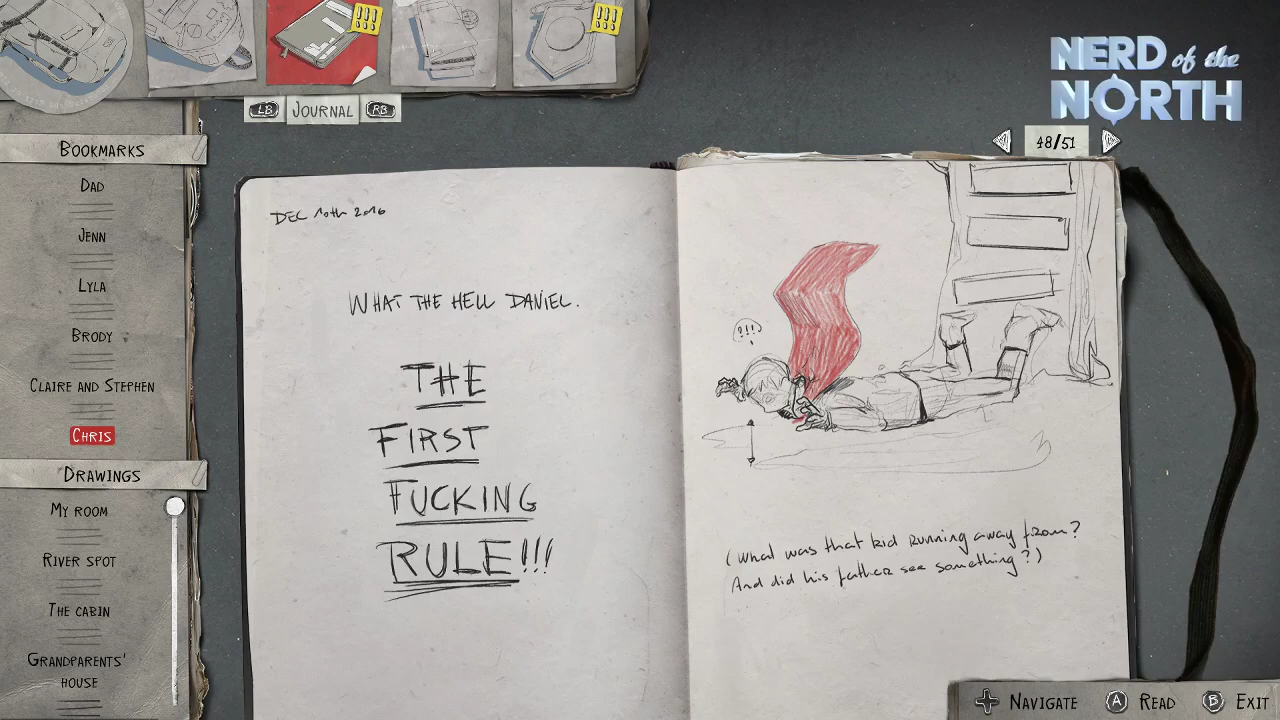 !!!
!!!
NERD of the
NORTH
LB
JOURNAL
RB
48/51
BOOKMARKS
DAD
JENN
LYLA
BRODY
CLAIRE AND STEPHEN
CHRIS
DRAWINGS
MY ROOM
RIVER SPOT
THE CABIN
GRANDPARENTS'
HOUSE
DEC 10th 2016
WHAT THE HELL DANIEL.
THE
FIRST
FUCKING
RULE!!!
?!!
(What was that kid running away from?
And did his father see something?)
NAVIGATE
A READ
B EXIT